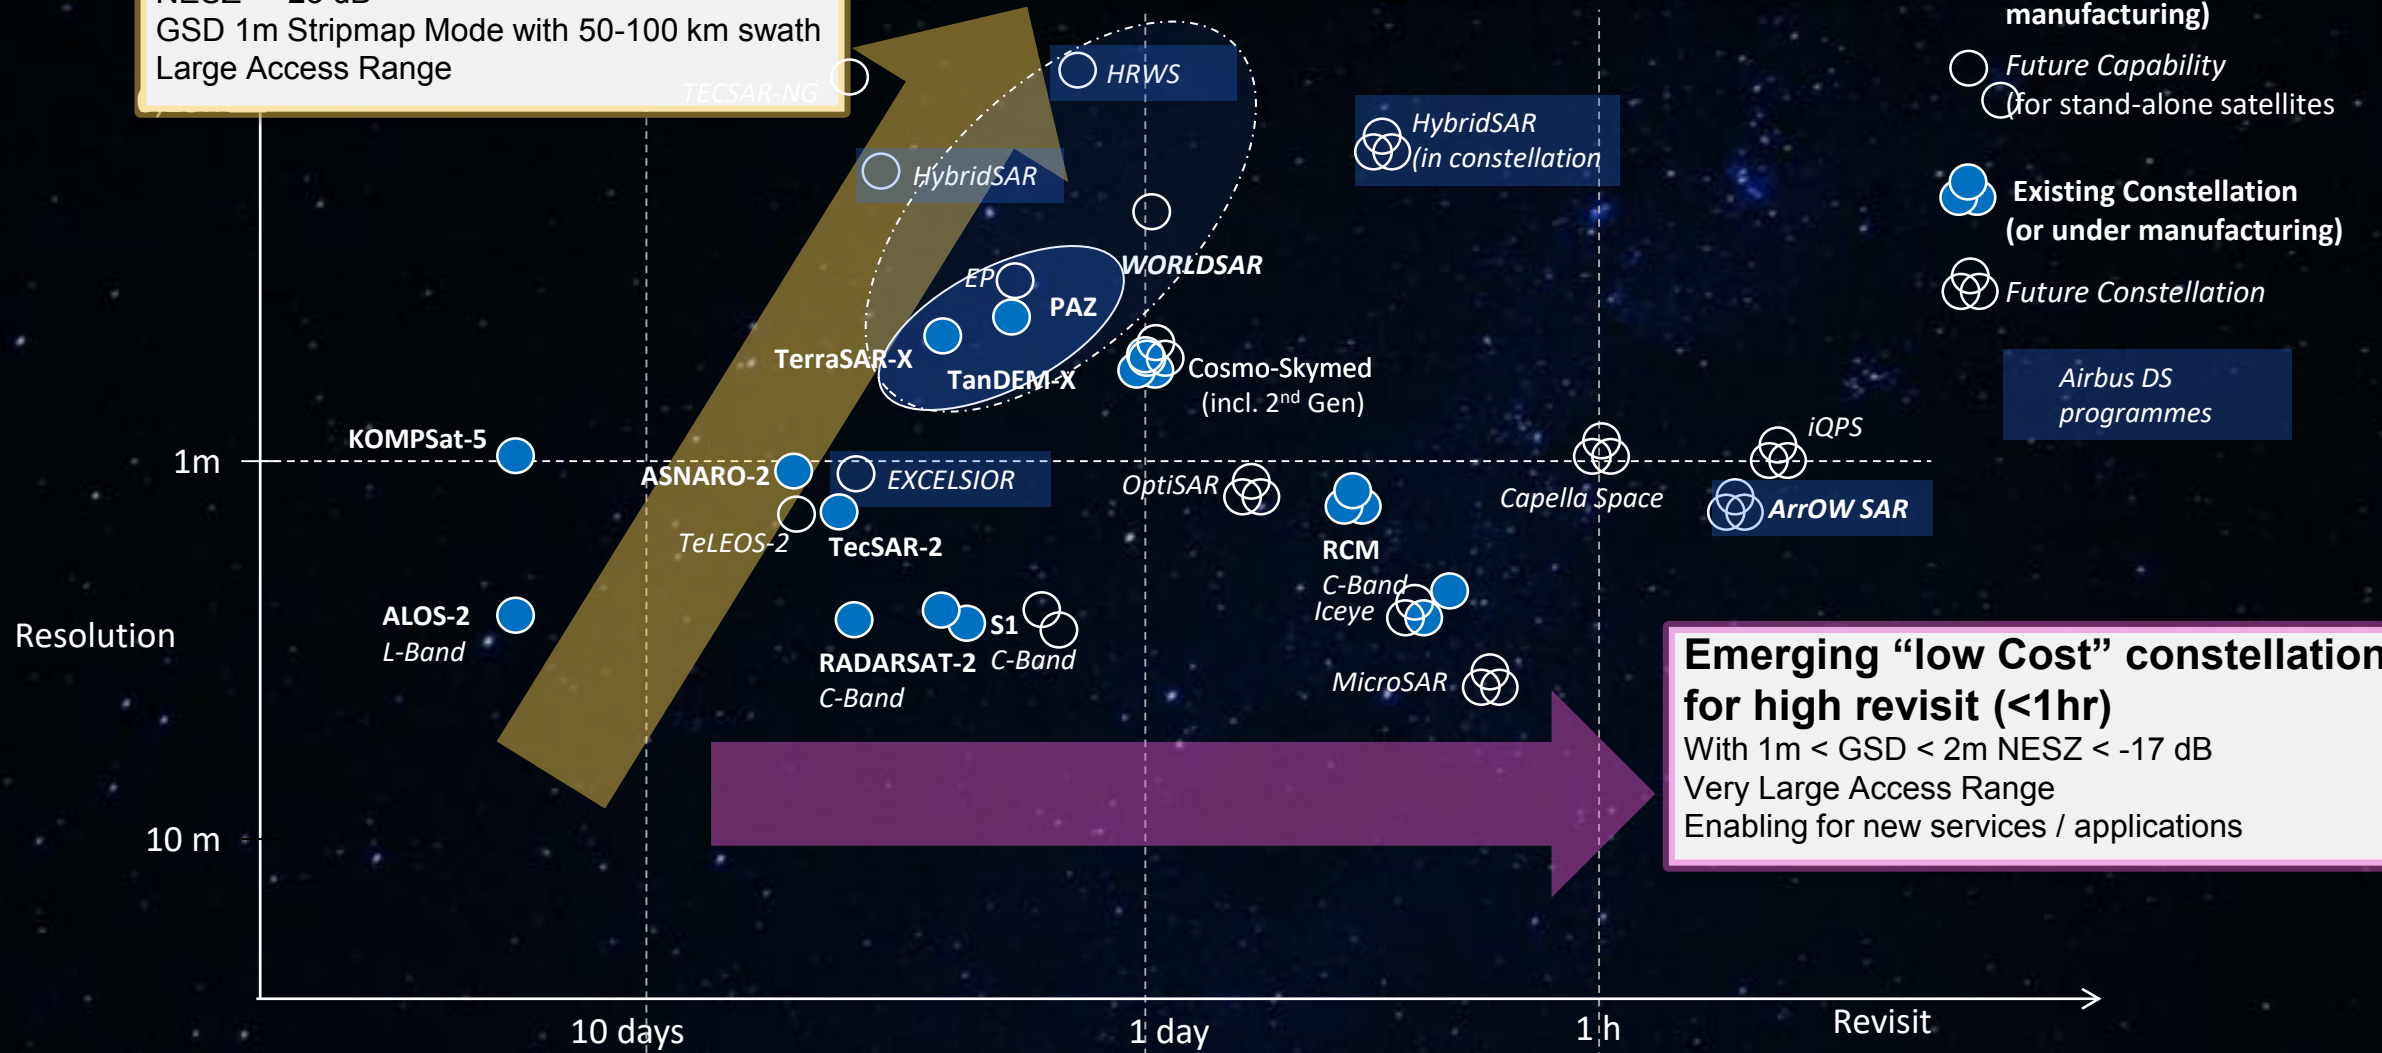 GSD 1m Stripmap Mode with 50-100 km swath
Large Access Range
TECSAR-NG
HRWS
HybridSAR
HybridSAR
(in constellation
WORLDSAR
EP
PAZ
TerraSAR-X
TanDEM-X
Cosmo-Skymed
(incl. 2nd Gen)
KOMPSat-5
1m
ASNARO-2
EXCELSIOR
TeLEOS-2
TecSAR-2
OptiSAR
RCM
C-Band
Iceye
Capella Space
iQPS
ArrOW SAR
ALOS-2
L-Band
RADARSAT-2
C-Band
S1
C-Band
MicroSAR
Resolution
10 m
10 days
1 day
1 h
Revisit
manufacturing)
Future Capability
(for stand-alone satellites
Existing Constellation
(or under manufacturing)
Future Constellation
Airbus DS
programmes
Emerging “low Cost” constellation
for high revisit (<1hr)
With 1m < GSD < 2m NESZ < -17 dB
Very Large Access Range
Enabling for new services / applications